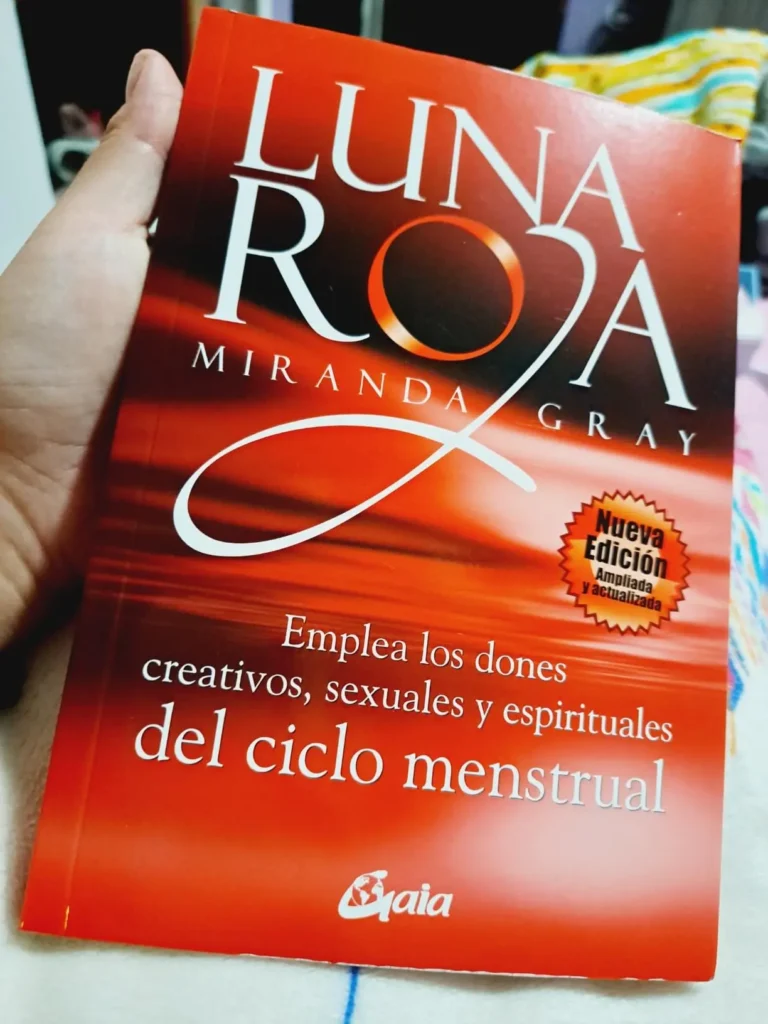 LUNA
ROJA
MIRANDA GRAY
Nueva
Edición
Ampliada
y actualizada
Emplea los dones
creativos, sexuales y espirituales
del ciclo menstrual
Gaia